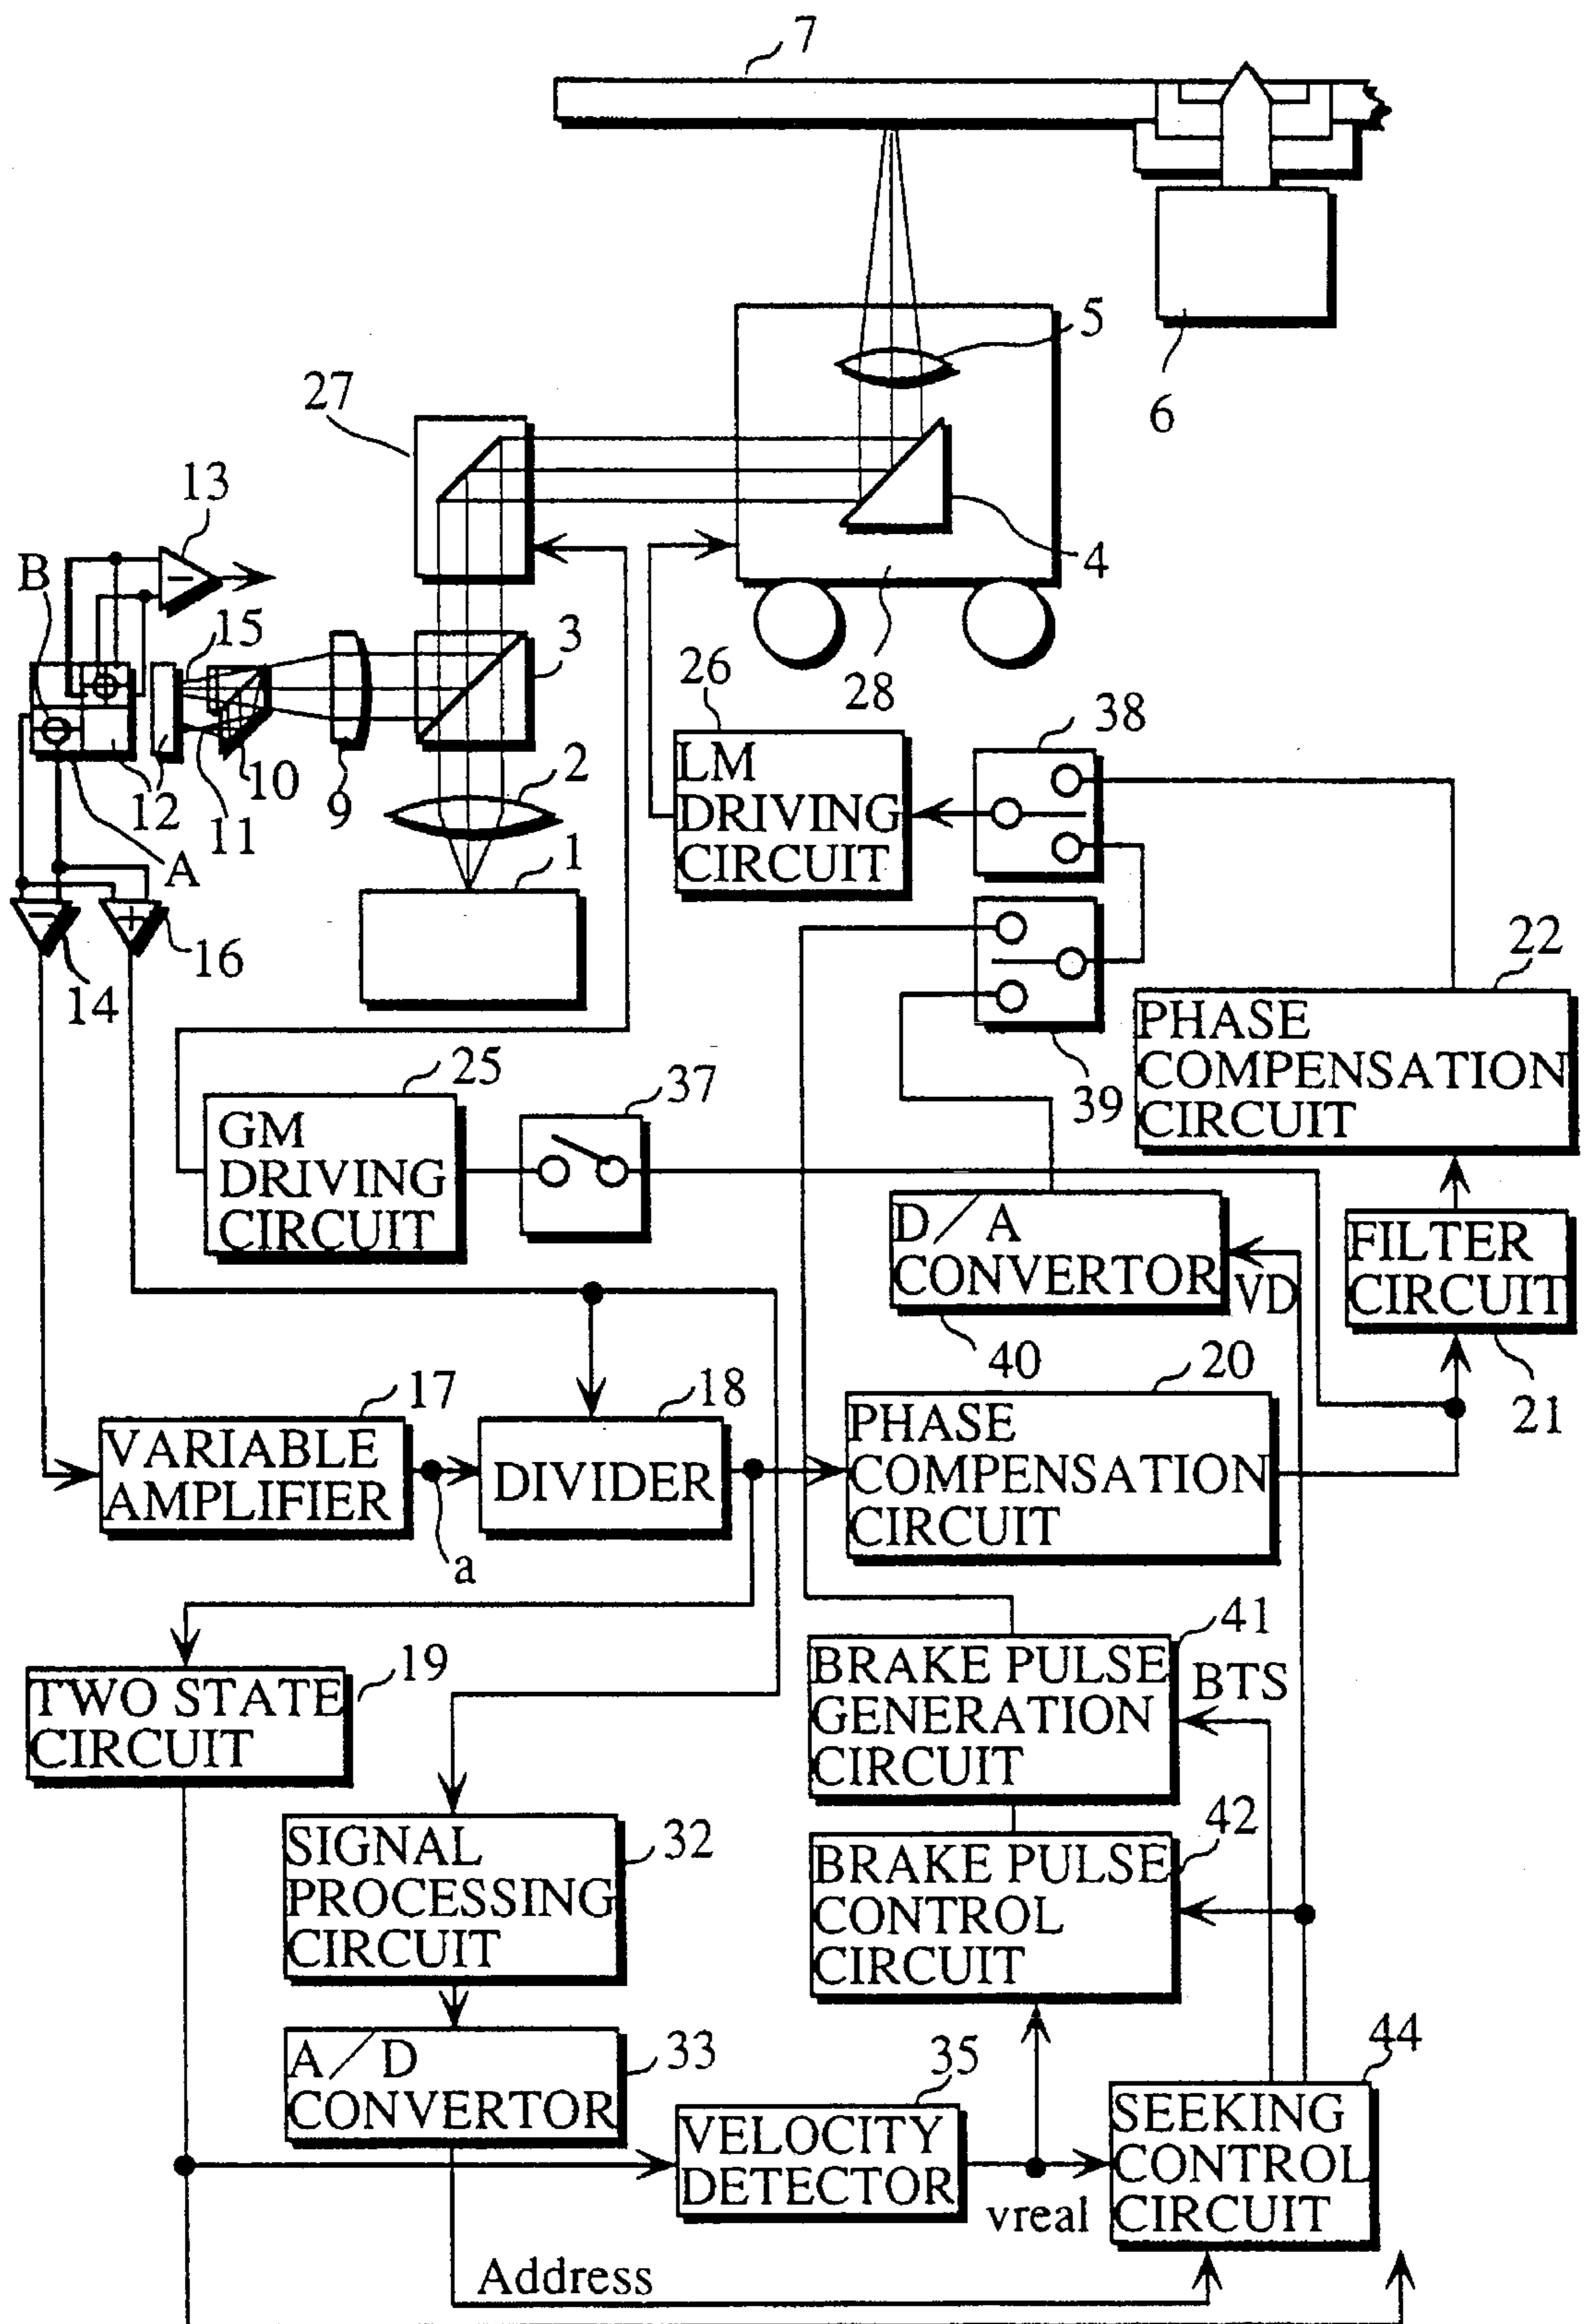 7
5
27
6
13
B
4
15
3
26
28
38
LM
DRIVING
CIRCUIT
2
12
11
10
9
A
1
16
14
22
PHASE
COMPENSATION
CIRCUIT
39
25
37
GM
DRIVING
CIRCUIT
D/A
CONVERTOR
VD
FILTER
CIRCUIT
40
20
21
17
18
VARIABLE
AMPLIFIER
DIVIDER
PHASE
COMPENSATION
CIRCUIT
a
41
19
TWO STATE
CIRCUIT
BRAKE PULSE
GENERATION
CIRCUIT
BTS
42
32
SIGNAL
PROCESSING
CIRCUIT
BRAKE PULSE
CONTROL
CIRCUIT
44
33
35
A/D
CONVERTOR
VELOCITY
DETECTOR
vreal
SEEKING
CONTROL
CIRCUIT
Address